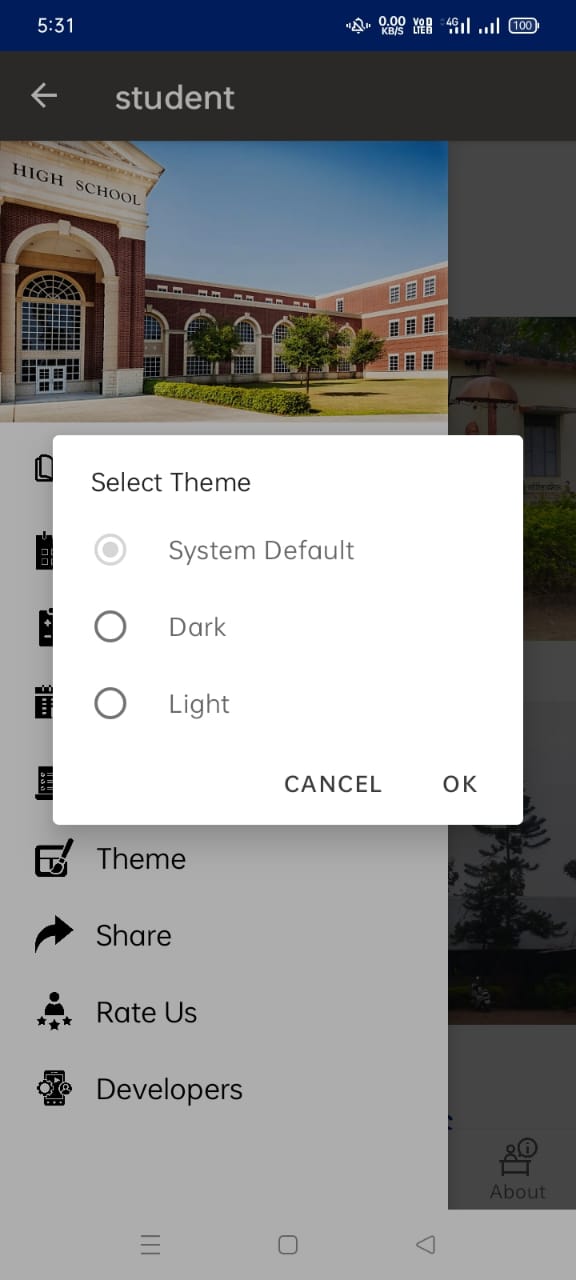 5:31
0.00 KB/S
Vo LTE
4G
100
student
HIGH SCHOOL
Select Theme
System Default
Dark
Light
CANCEL
OK
Theme
Share
Rate Us
Developers
About